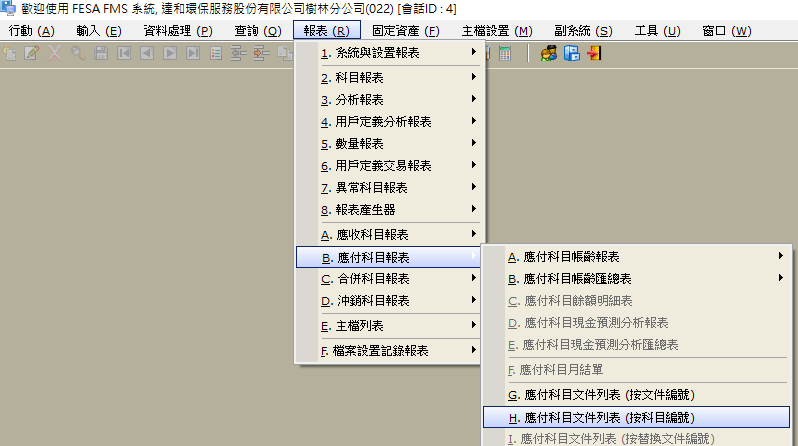 歡迎使用 FESA FMS 系統, 達和環保服務股份有限公司樹林分公司(022) [會話ID : 4]
行動 (A) 輸入 (E) 資料處理 (P) 查詢 (Q) 報表 (R) 固定資產 (F) 主檔設置 (M) 副系統 (S) 工具 (U) 窗口 (W)
1. 系統與設置報表
2. 科目報表
3. 分析報表
4. 用戶定義分析報表
5. 數量報表
6. 用戶定義交易報表
7. 異常科目報表
8. 報表產生器
A. 應收科目報表
B. 應付科目報表
C. 合併科目報表
D. 沖銷科目報表
E. 主檔列表
F. 檔案設置記錄報表
A. 應付科目帳齡報表
B. 應付科目帳齡匯總表
C. 應付科目餘額明細表
D. 應付科目現金預測分析報表
E. 應付科目現金預測分析匯總表
F. 應付科目月結單
G. 應付科目文件列表 (按文件編號)
H. 應付科目文件列表 (按科目編號)
I. 應付科目文件列表 (按替換文件編號)